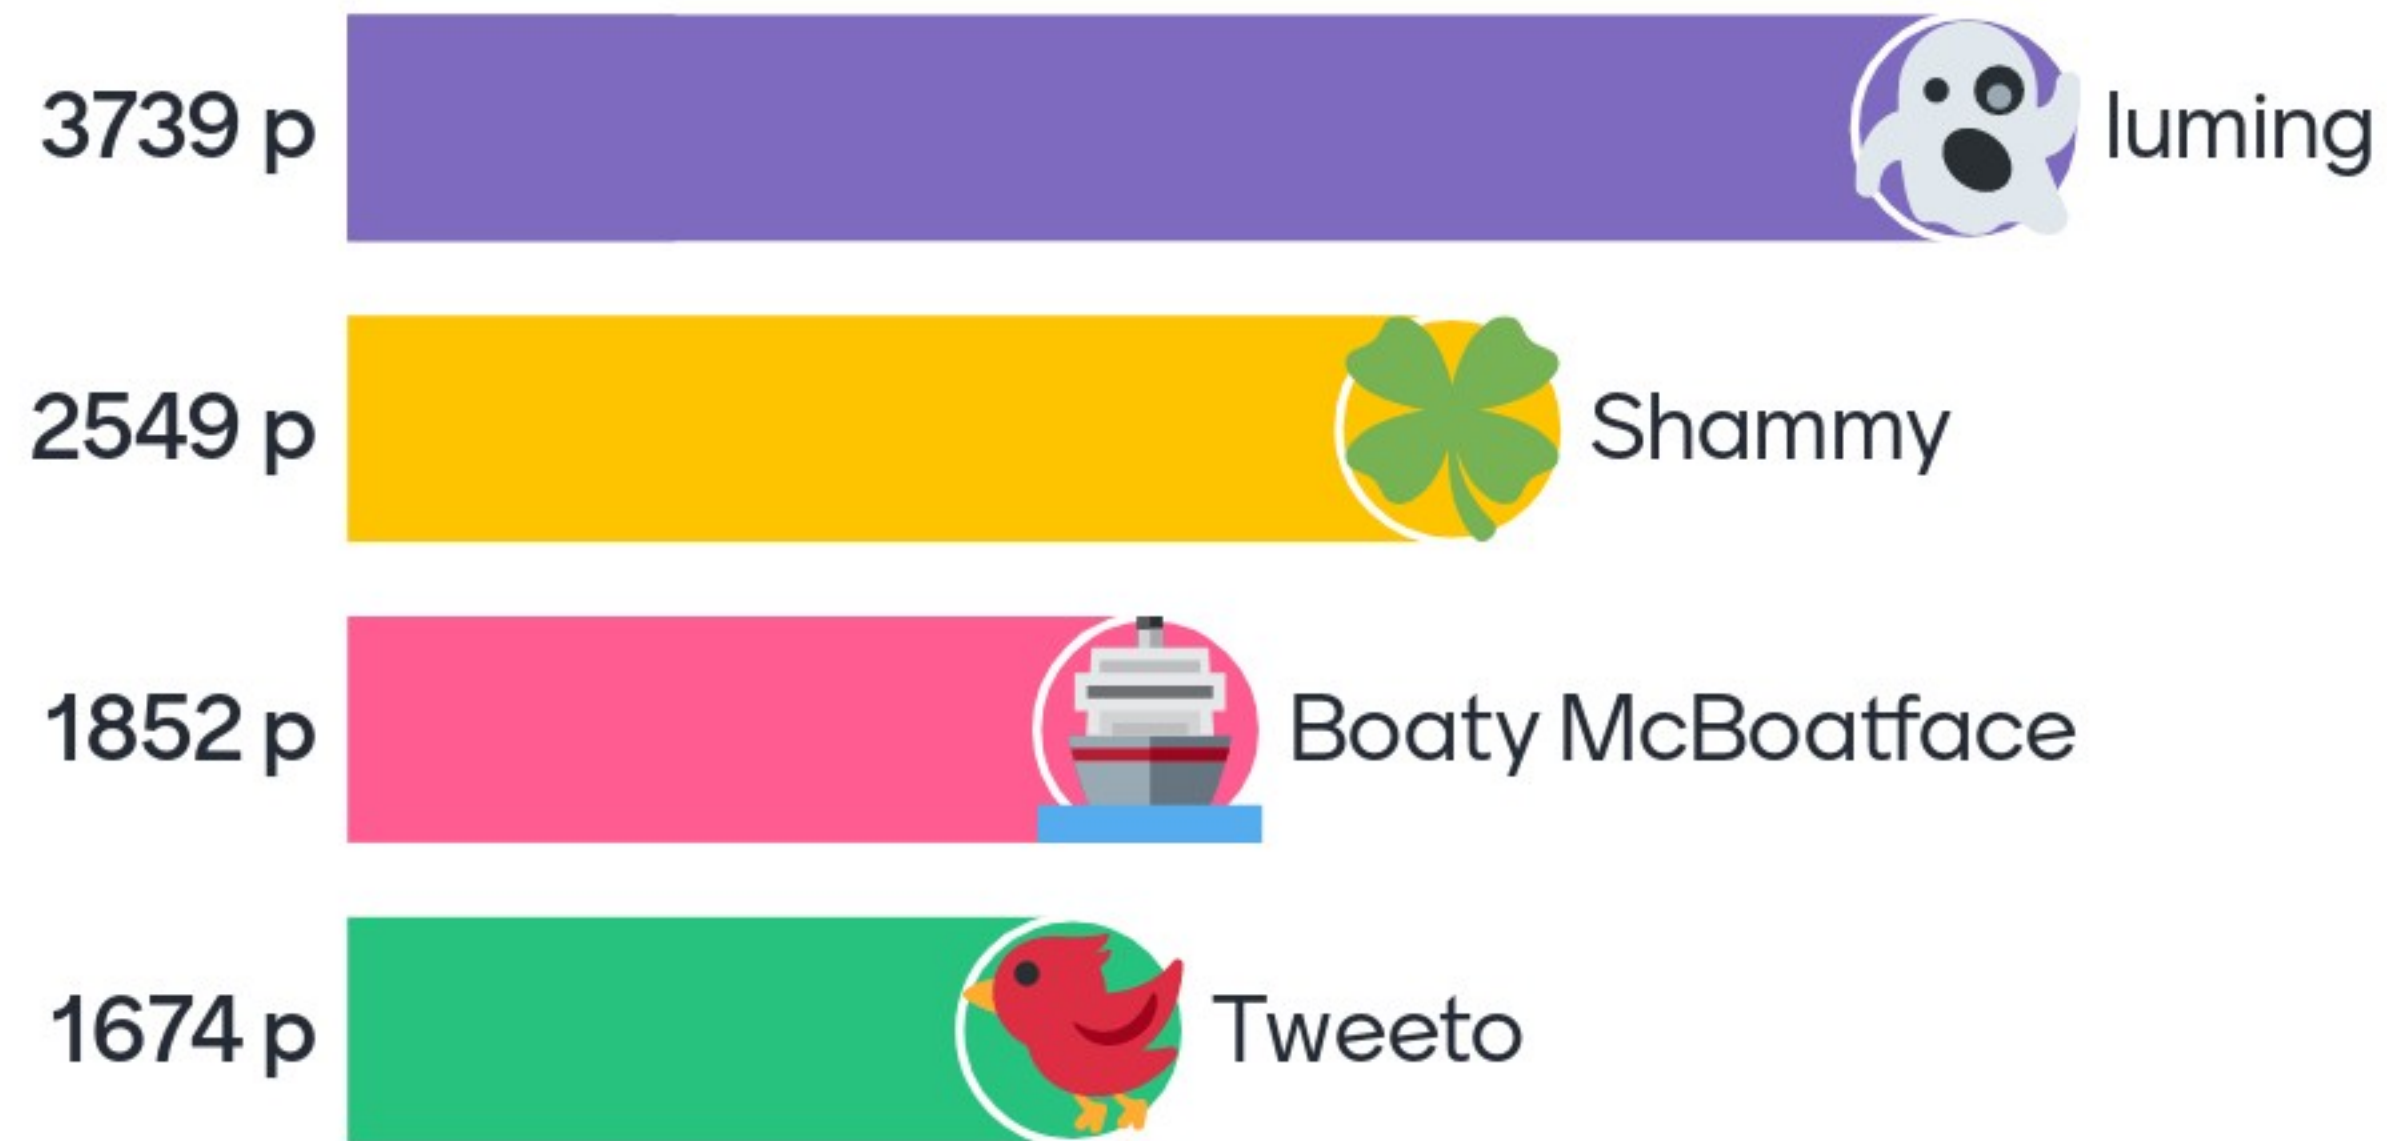 3739 p luming
2549 p Shammy
1852 p Boaty McBoatface
1674 p Tweeto